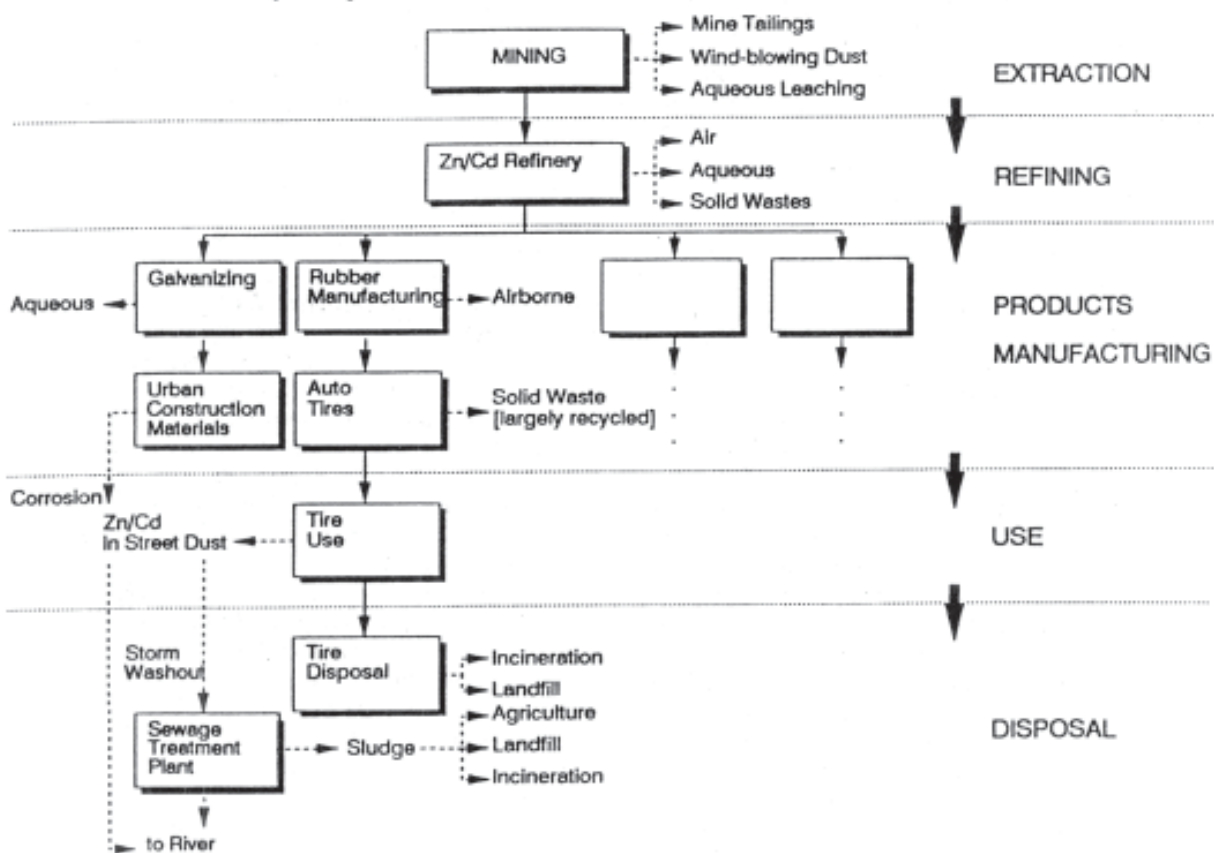 Mine Tailings
MINING
Wind-blowing Dust
Aqueous Leaching
EXTRACTION
Air
Zn/Cd Refinery
Aqueous
Solid Wastes
REFINING
Galvanizing
Rubber
Manufacturing
Aqueous
Airborne
PRODUCTS
MANUFACTURING
Urban
Construction
Materials
Auto
Tires
Solid Waste
[largely recycled]
Corrosion
Zn/Cd
In Street Dust
Tire
Use
USE
Storm
Washout
Tire
Disposal
Incineration
Landfill
Agriculture
Sewage
Treatment
Plant
Sludge
Landfill
Incineration
DISPOSAL
to River